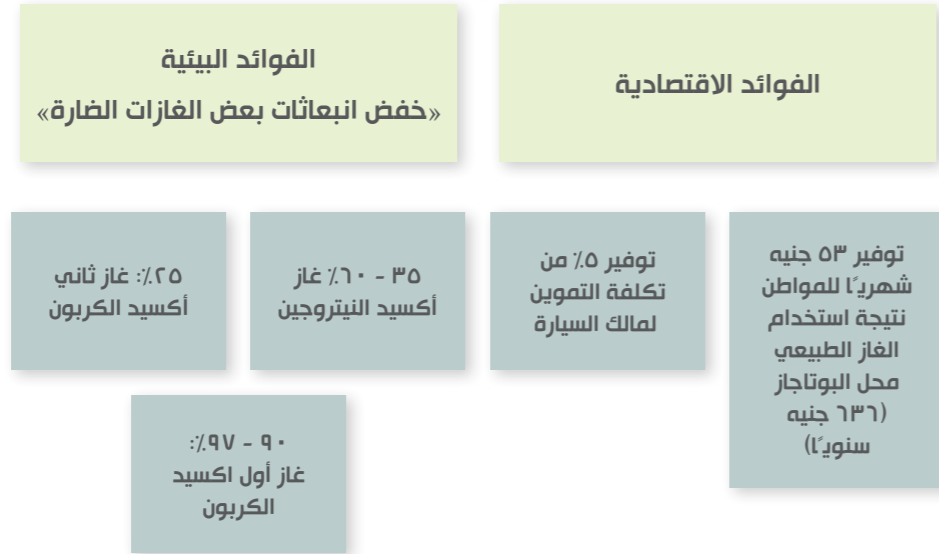 الفوائد الاقتصادية
الفوائد البيئية
«خفض انبعاثات بعض الغازات الضارة»
توفير ٥٣ جنيه
شهريًا للمواطن
نتيجة استخدام
الغاز الطبيعي
محل البوتاجاز
(٦٣٦ جنيه
سنويًا)
توفير ٥٪ من
تكلفة التموين
لمالك السيارة
٣٥ - ٦٠٪ غاز
أكسيد النيتروجين
٢٥٪: غاز ثاني
أكسيد الكربون
٩٠ - ٩٧٪:
غاز أول اكسيد
الكربون